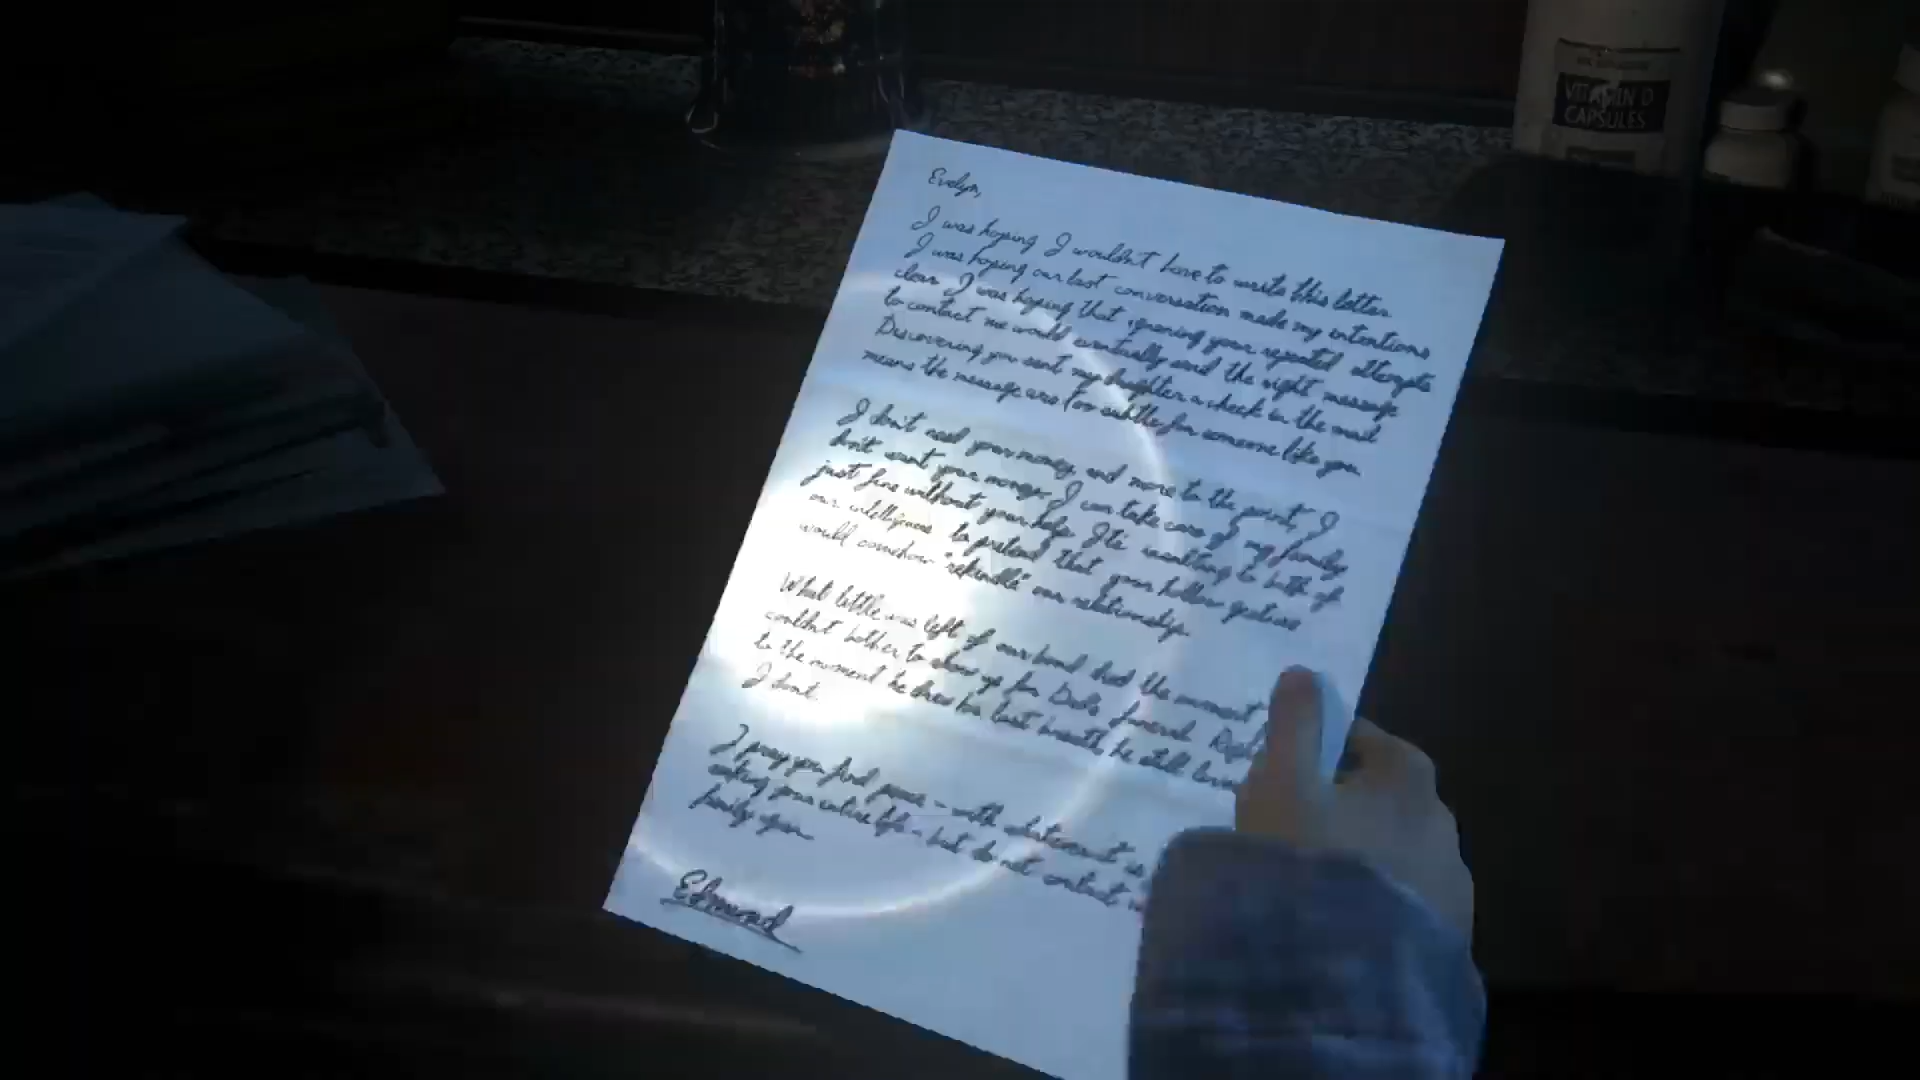 VITAMIN D
CAPSULES
Evelyn,
I was hoping I wouldn't have to write this letter.
I was hoping our last conversation made my intentions
clear. I was hoping that ignoring your repeated attempts
to contact me would eventually send the right message.
Discovering you sent my daughter a check in the mail
means the message was too subtle for someone like you.
I don't need your money, and more to the point, I
don't want your money. I can take care of my family
just fine without your help. It's insulting to both of
our intelligence to pretend that your hollow gesture
would somehow "rekindle" our relationship.
What little was left of our bond died the moment
couldn't bother to show up for Dad's funeral.
to the moment he drew his last breath, he still
I don't.
I pray you find peace - with whatever it is
your entire life - but do not contact
family again.
Edmund